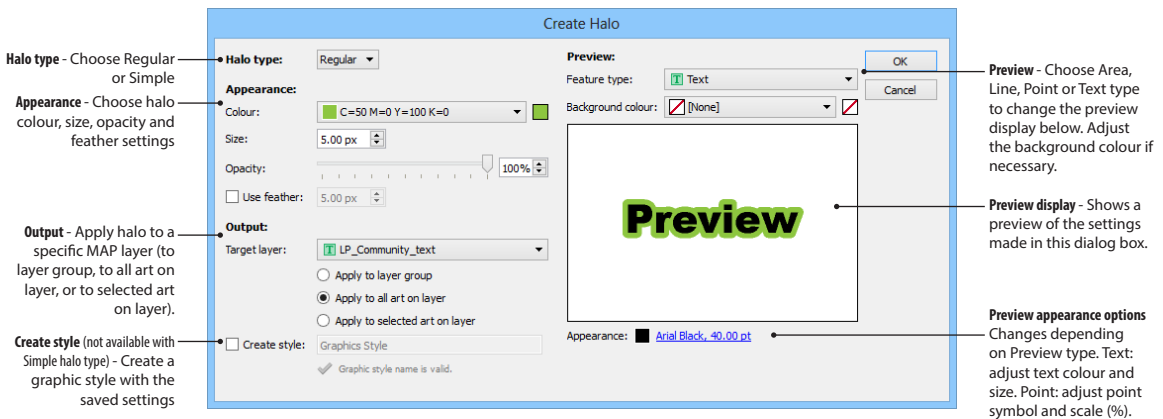 Create Halo
Halo type - Choose Regular
or Simple
Appearance - Choose halo
colour, size, opacity and
feather settings
Output - Apply halo to a
specific MAP layer (to
layer group, to all art on
layer, or to selected art
on layer).
Create style (not available with
Simple halo type) - Create a
graphic style with the
saved settings
Halo type: Regular
Appearance:
Colour: C=50 M=0 Y=100 K=0
Size: 5.00 px
Opacity: 100%
Use feather: 5.00 px
Output:
Target layer: T LP_Community_text
Apply to layer group
Apply to all art on layer
Apply to selected art on layer
Create style: Graphics Style
Graphic style name is valid.
Preview:
Feature type: T Text
Background colour: [None]
Preview
Appearance: Arial Black, 40.00 pt
OK
Cancel
Preview - Choose Area,
Line, Point or Text type
to change the preview
display below. Adjust
the background colour if
necessary.
Preview display - Shows a
preview of the settings
made in this dialog box.
Preview appearance options
Changes depending
on Preview type. Text:
adjust text colour and
size. Point: adjust point
symbol and scale (%).